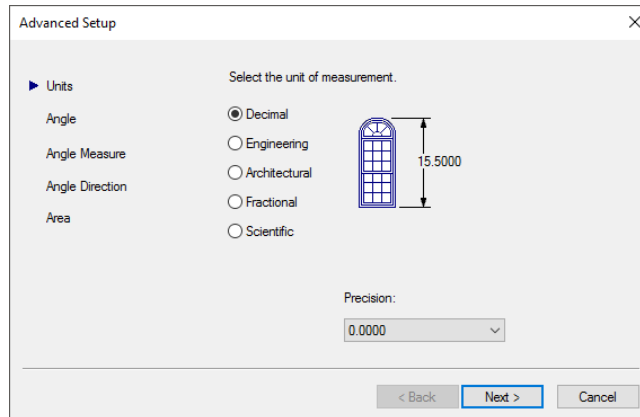 Advanced Setup
Units
Angle
Angle Measure
Angle Direction
Area
Select the unit of measurement.
Decimal
Engineering
Architectural
Fractional
Scientific
15.5000
Precision:
0.0000
< Back
Next >
Cancel